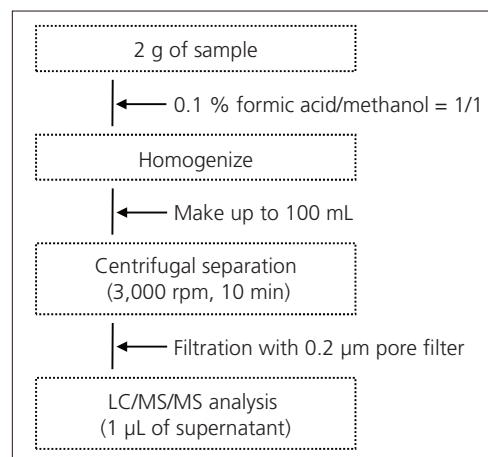 2 g of sample
0.1 % formic acid/methanol = 1/1
Homogenize
Make up to 100 mL
Centrifugal separation
(3,000 rpm, 10 min)
Filtration with 0.2 μm pore filter
LC/MS/MS analysis
(1 μL of supernatant)